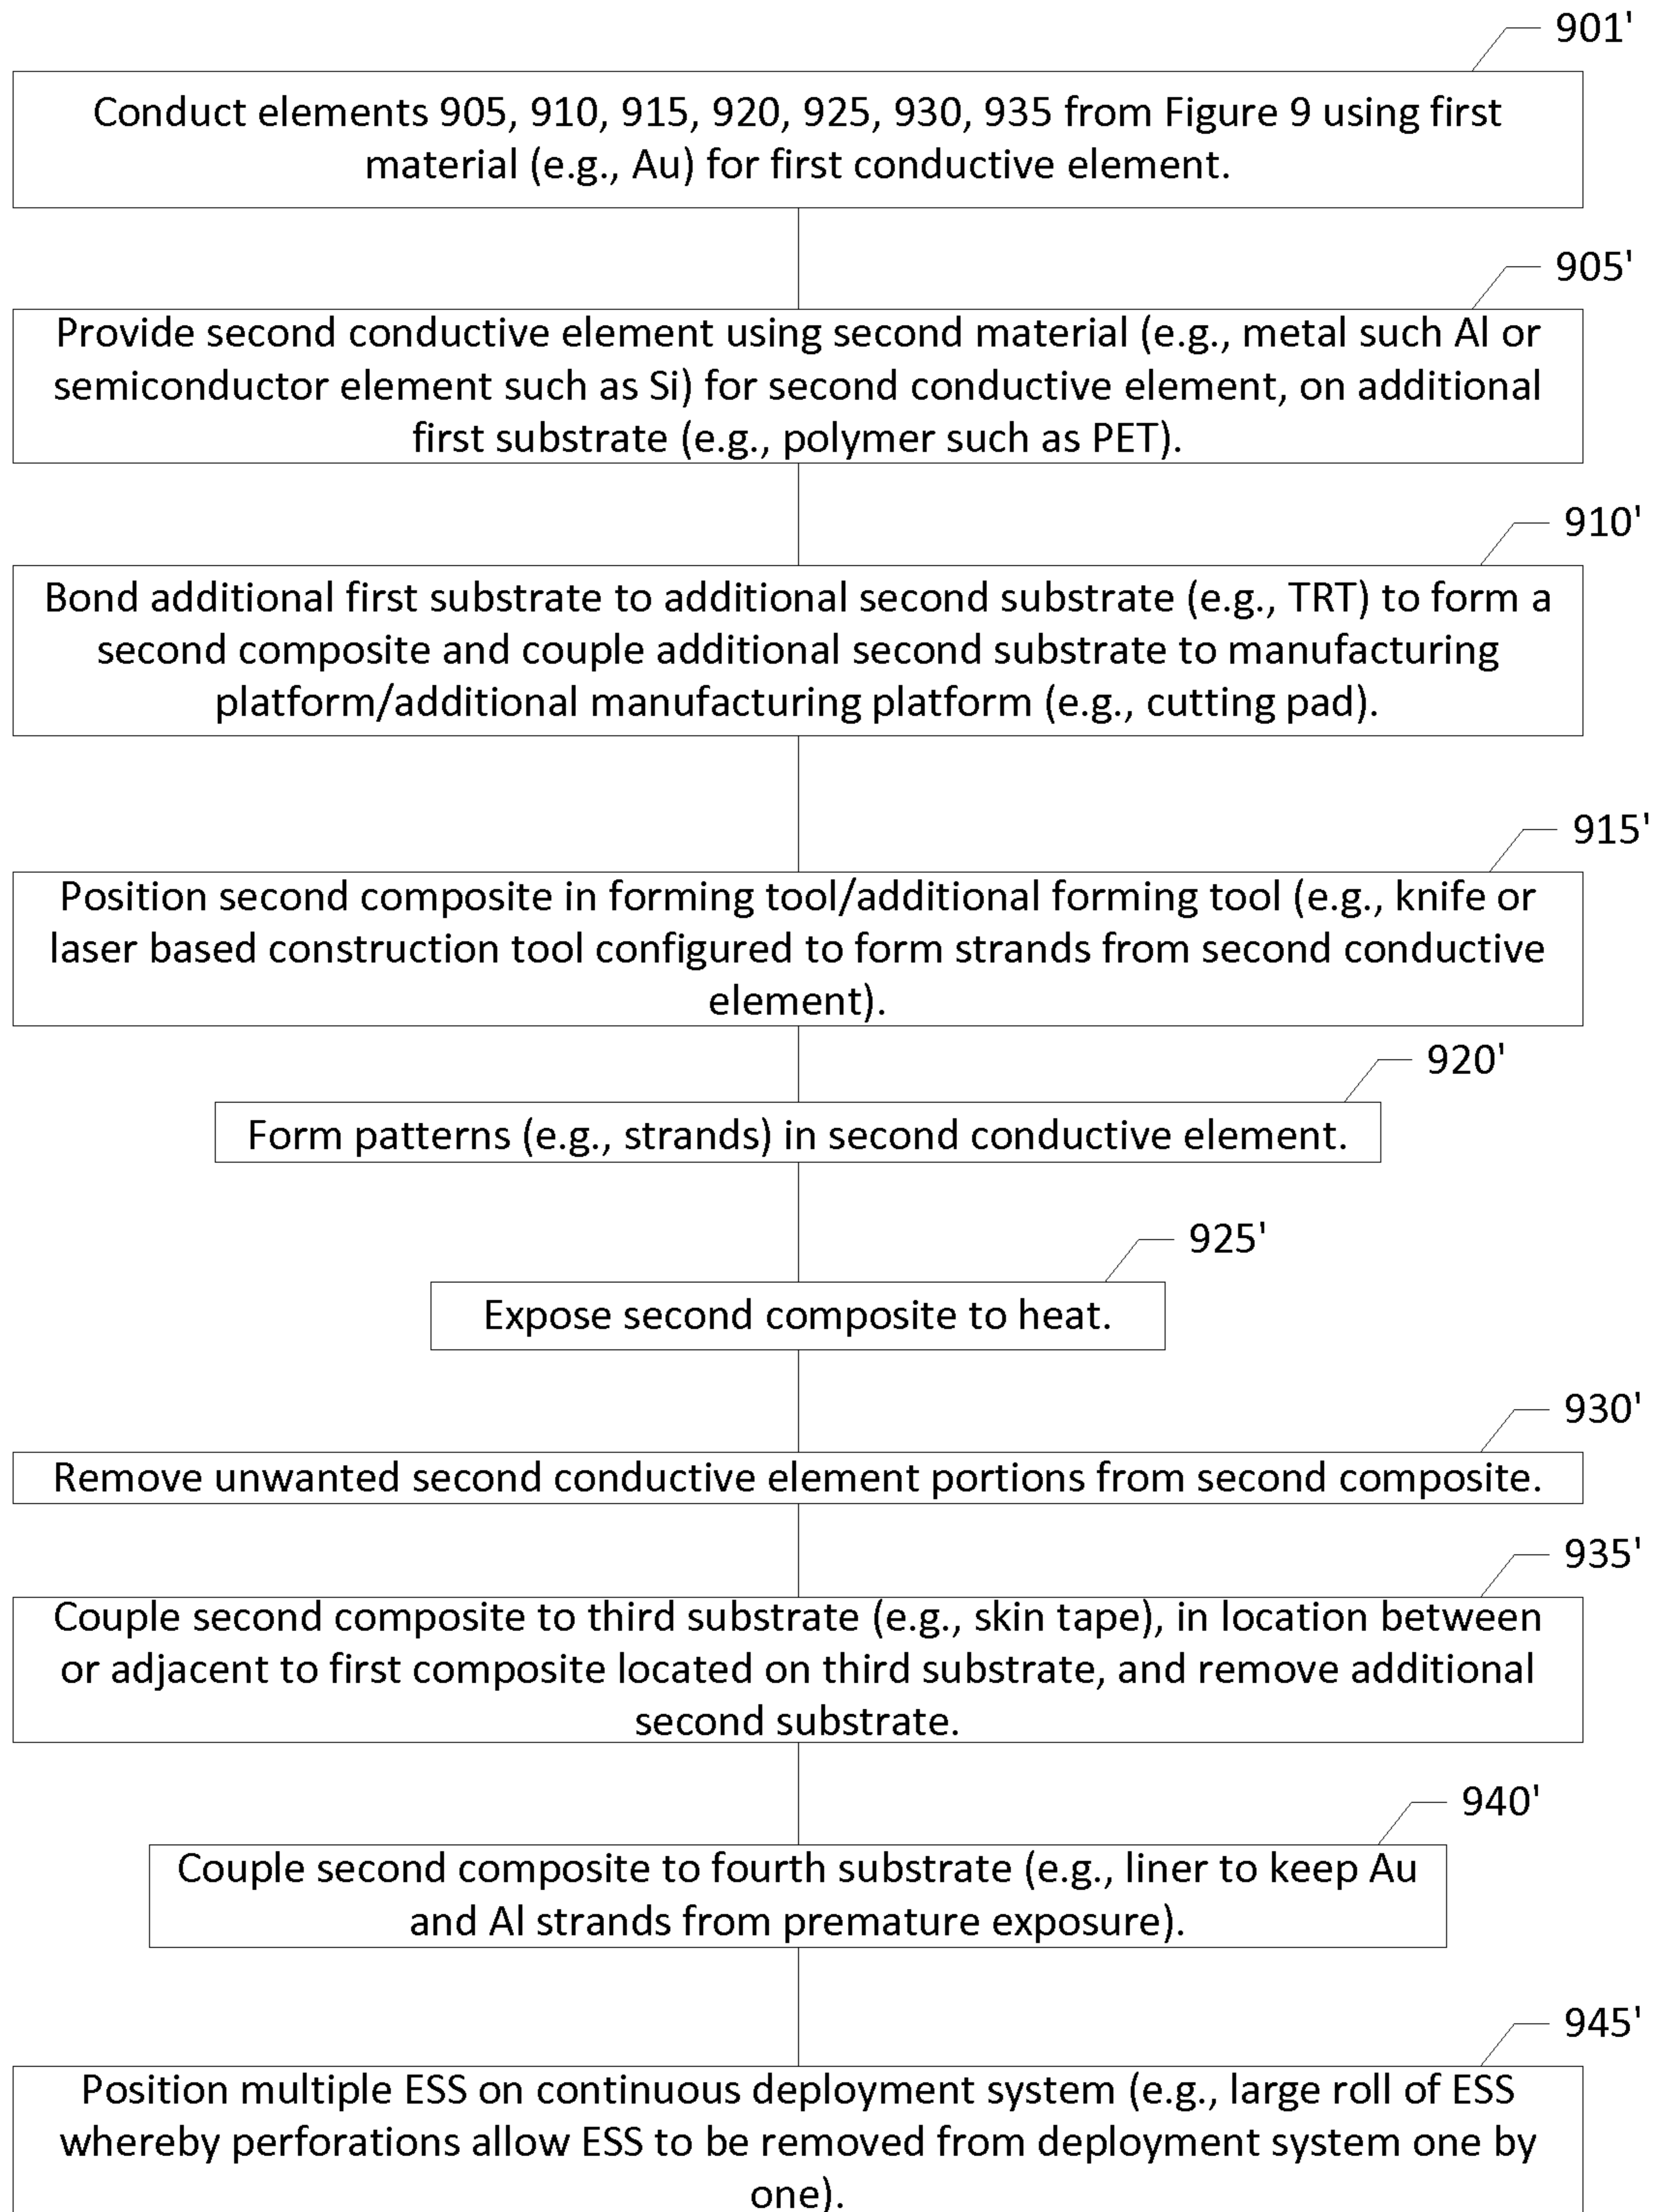 901'
Conduct elements 905, 910, 915, 920, 925, 930, 935 from Figure 9 using first
material (e.g., Au) for first conductive element.
905'
Provide second conductive element using second material (e.g., metal such Al or
semiconductor element such as Si) for second conductive element, on additional
first substrate (e.g., polymer such as PET).
910'
Bond additional first substrate to additional second substrate (e.g., TRT) to form a
second composite and couple additional second substrate to manufacturing
platform/additional manufacturing platform (e.g., cutting pad).
915'
Position second composite in forming tool/additional forming tool (e.g., knife or
laser based construction tool configured to form strands from second conductive
element).
920'
Form patterns (e.g., strands) in second conductive element.
925'
Expose second composite to heat.
930'
Remove unwanted second conductive element portions from second composite.
935'
Couple second composite to third substrate (e.g., skin tape), in location between
or adjacent to first composite located on third substrate, and remove additional
second substrate.
940'
Couple second composite to fourth substrate (e.g., liner to keep Au
and Al strands from premature exposure).
945'
Position multiple ESS on continuous deployment system (e.g., large roll of ESS
whereby perforations allow ESS to be removed from deployment system one by
one).